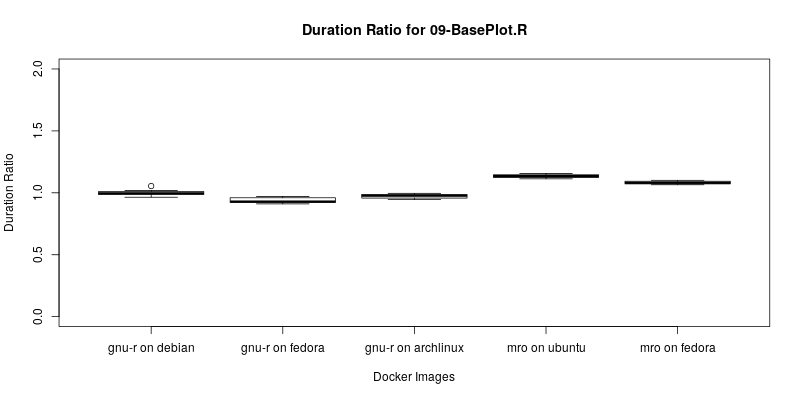 Duration Ratio for 09-BasePlot.R
Duration Ratio
2.0
1.5
1.0
0.5
0.0
gnu-r on debian gnu-r on fedora gnu-r on archlinux mro on ubuntu mro on fedora
Docker Images